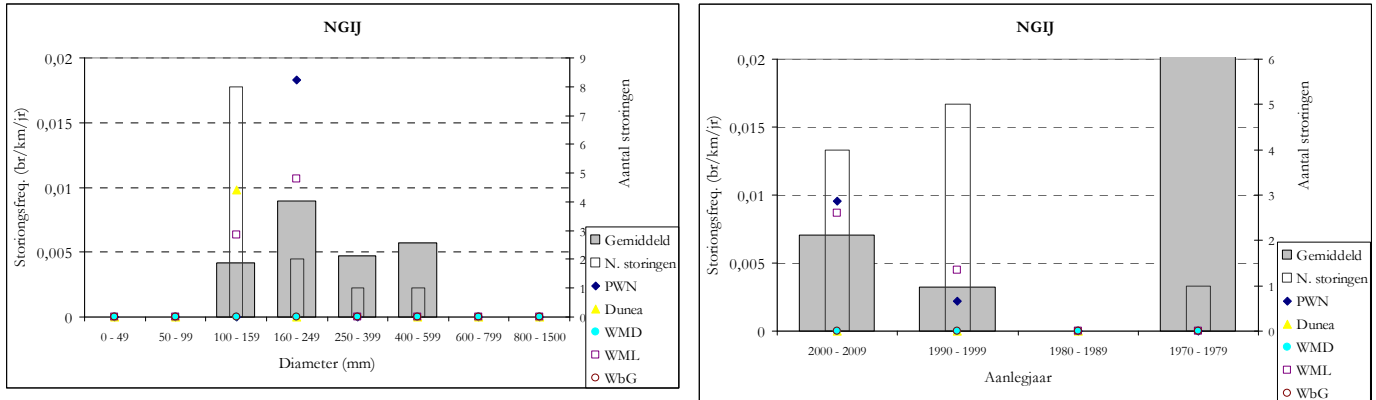 NGIJ
0,02
0,015
0,01
0,005
0
Storiongsfreq. (br/km/jr)
9
8
7
6
5
4
3
2
1
0
Aantal stroringen
0 - 49
50 - 99
100 - 159
160 - 249
250 - 399
400 - 599
600 - 799
800 - 1500
Diameter (mm)
Gemiddeld
N. storingen
PWN
Dunea
WMD
WML
WbG
NGIJ
0,02
0,015
0,01
0,005
0
Storiongsfreq. (br/km/jr)
6
5
4
3
2
1
0
Aantal stroringen
2000 - 2009
1990 - 1999
1980 - 1989
1970 - 1979
Aanlegjaar
Gemiddeld
N. storingen
PWN
Dunea
WMD
WML
WbG